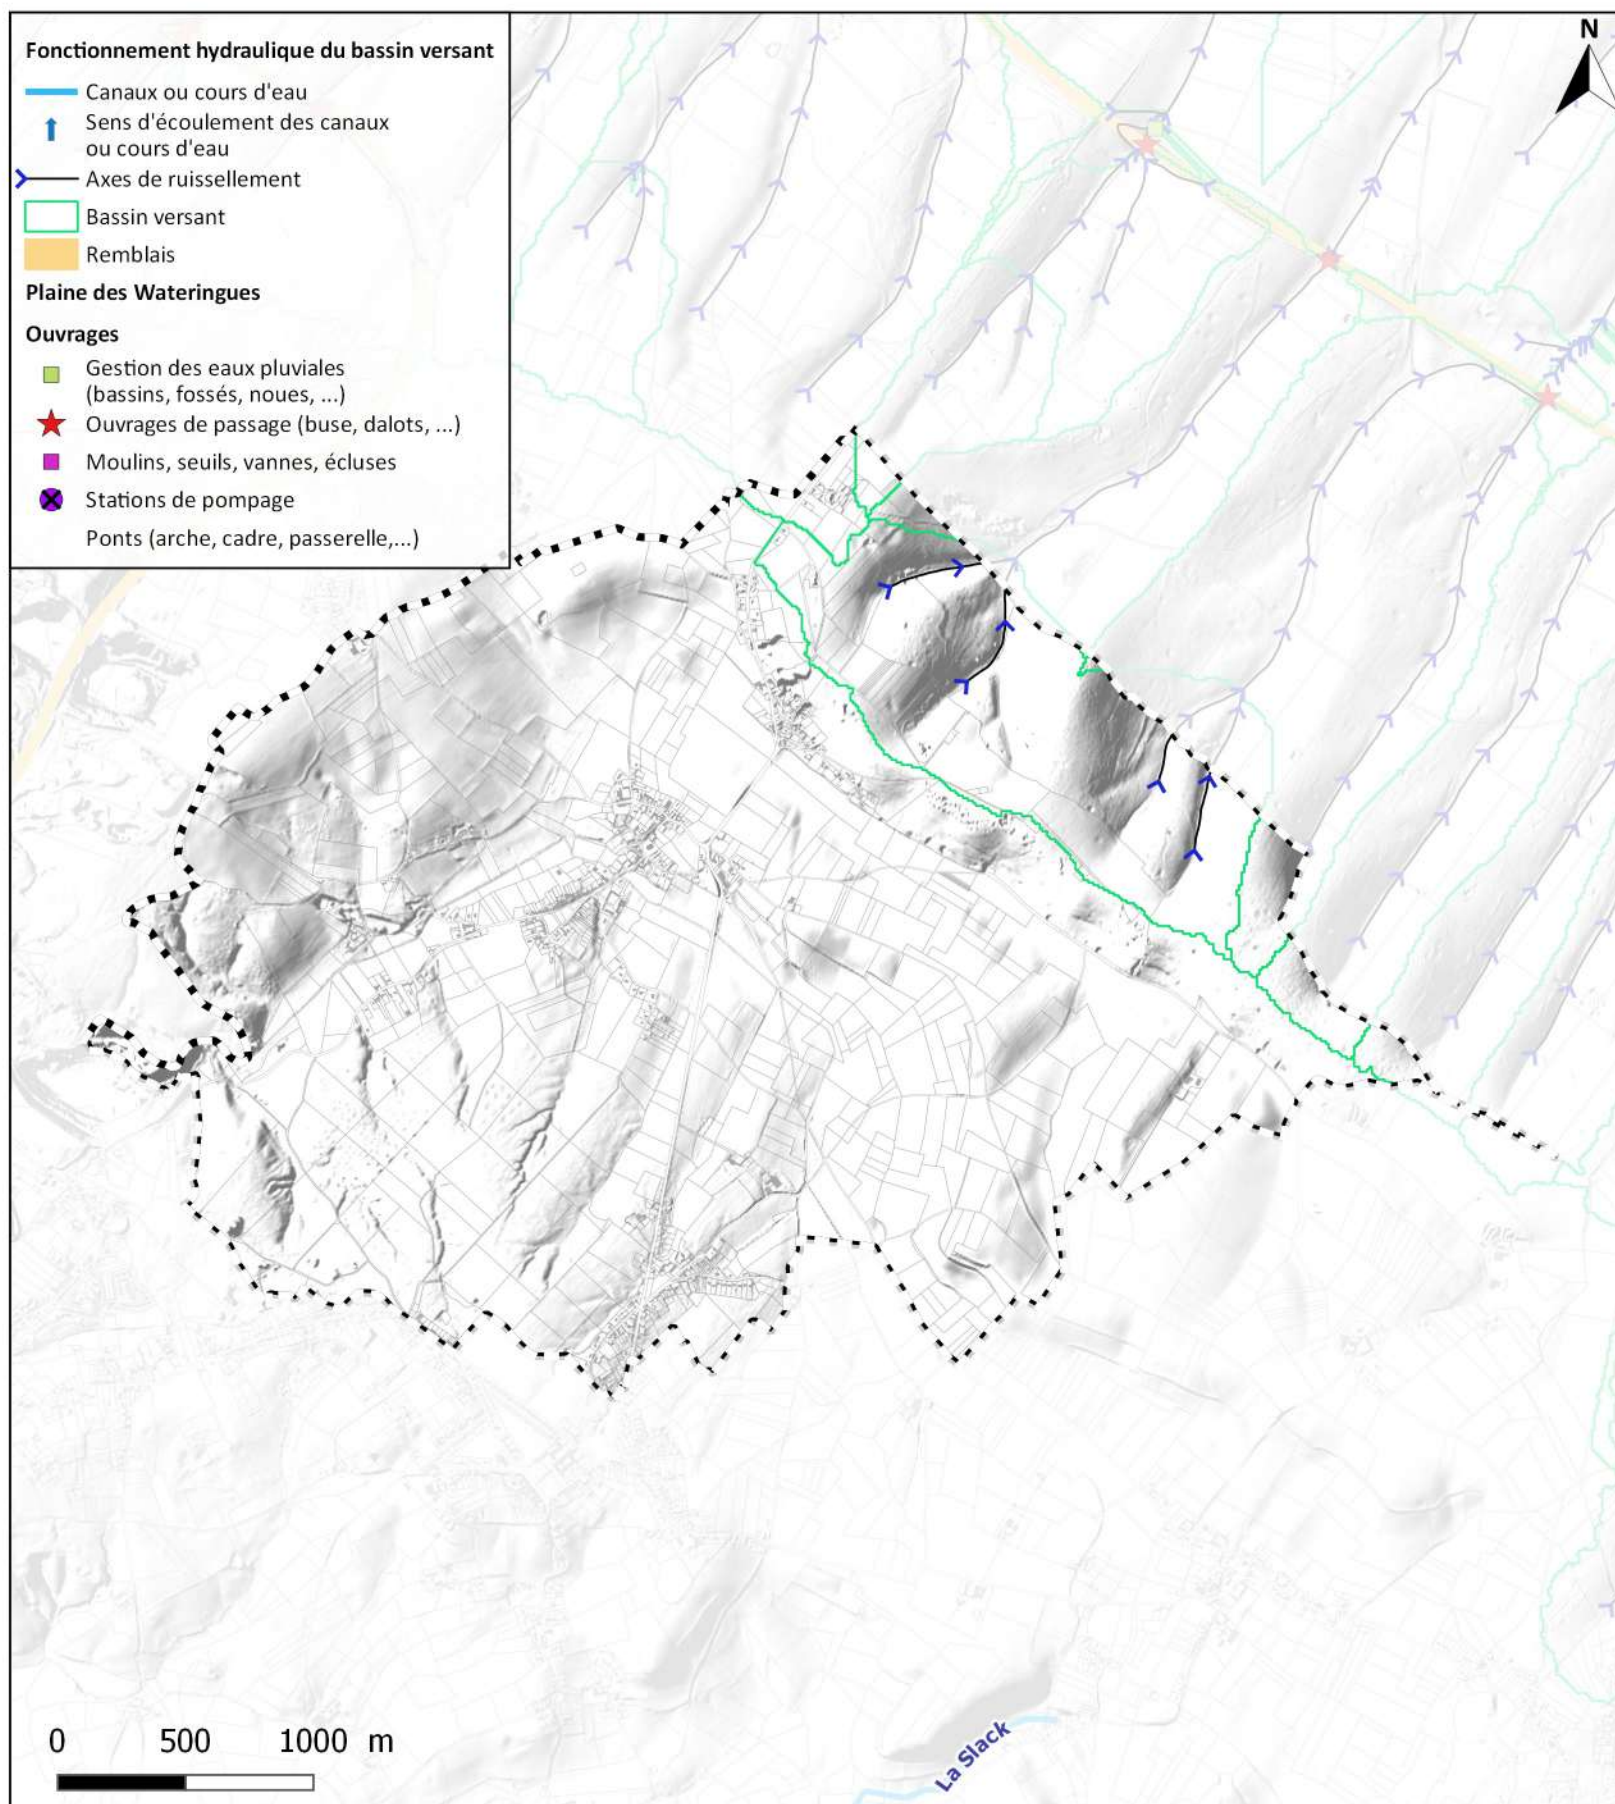 Fonctionnement hydraulique du bassin versant
Canaux ou cours d'eau
Sens d'écoulement des canaux
ou cours d'eau
Axes de ruissellement
Bassin versant
Remblais
Plaine des Wateringues
Ouvrages
Gestion des eaux pluviales
(bassins, fossés, noues, ...)
Ouvrages de passage (buse, dalots, ...)
Moulins, seuils, vannes, écluses
Stations de pompage
Ponts (arche, cadre, passerelle,...)
N
La Slack
0 500 1000 m